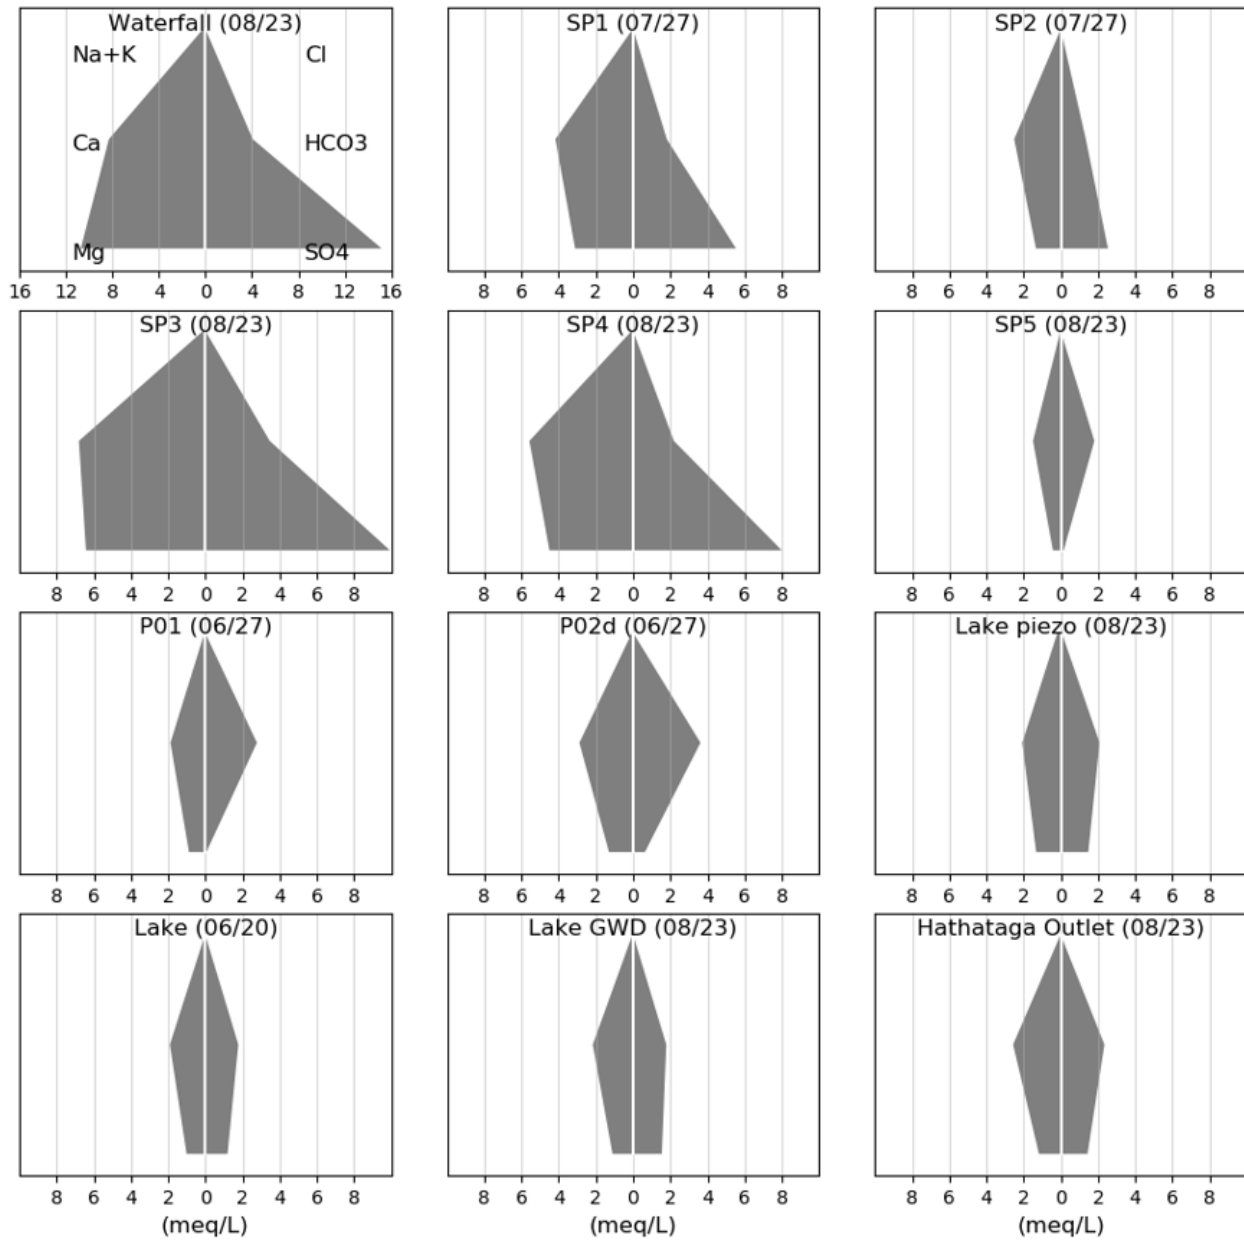 Waterfall (08/23)
Na+K Cl
Ca HCO3
Mg SO4
16 12 8 4 0 4 8 12 16
SP1 (07/27)
8 6 4 2 0 2 4 6 8
SP2 (07/27)
8 6 4 2 0 2 4 6 8
SP3 (08/23)
8 6 4 2 0 2 4 6 8
SP4 (08/23)
8 6 4 2 0 2 4 6 8
SP5 (08/23)
8 6 4 2 0 2 4 6 8
P01 (06/27)
8 6 4 2 0 2 4 6 8
P02d (06/27)
8 6 4 2 0 2 4 6 8
Lake piezo (08/23)
8 6 4 2 0 2 4 6 8
Lake (06/20)
8 6 4 2 0 2 4 6 8
(meq/L)
Lake GWD (08/23)
8 6 4 2 0 2 4 6 8
(meq/L)
Hathataga Outlet (08/23)
8 6 4 2 0 2 4 6 8
(meq/L)